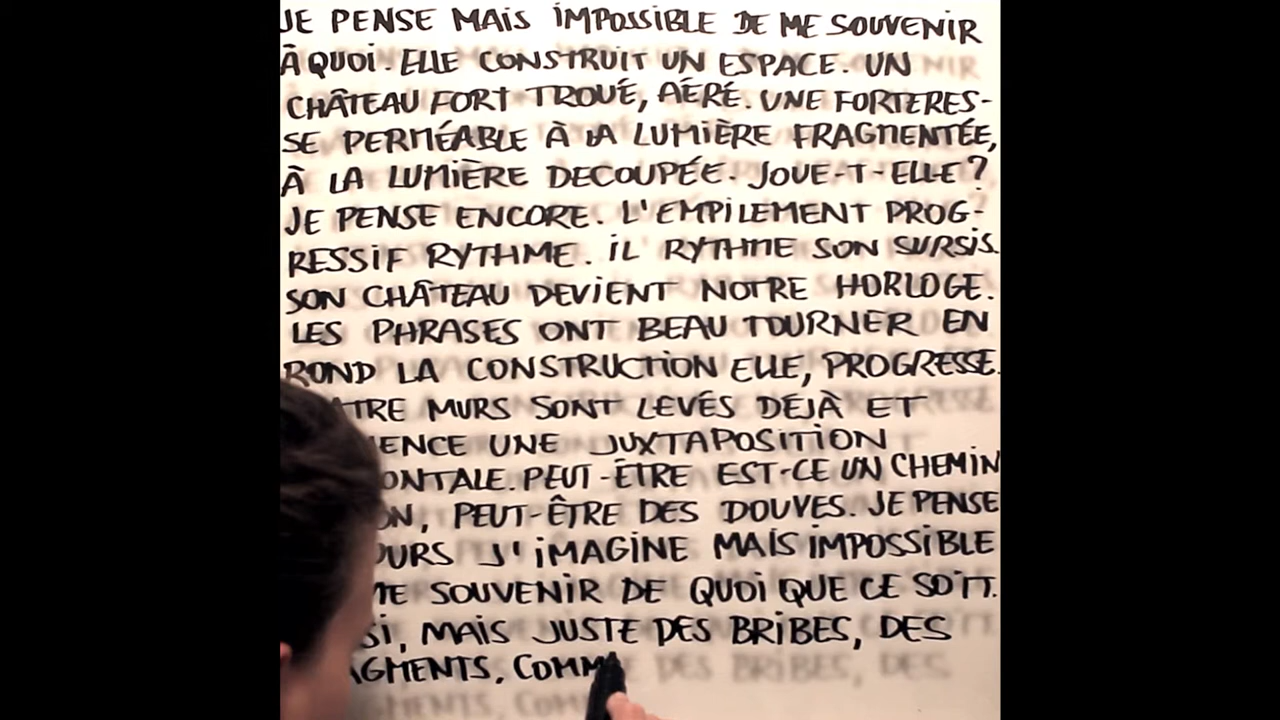 JE PENSE MAIS IMPOSSIBLE DE ME SOUVENIR
À QUOI. ELLE CONSTRUIT UN ESPACE. UN
CHÂTEAU FORT TROUÉ, AÉRÉ. UNE FORTERES-
SE PERMÉABLE À LA LUMIÈRE FRAGMENTÉE,
À LA LUMIÈRE DECOUPÉE. JOUE-T-ELLE?
JE PENSE ENCORE. L'EMPILEMENT PROG-
RESSIF RYTHME. IL RYTHME SON SURSIS.
SON CHÂTEAU DEVIENT NOTRE HORLOGE.
LES PHRASES ONT BEAU TOURNER EN
ROND LA CONSTRUCTION ELLE, PROGRESSE.
TRE MURS SONT LEVÉS DÉJÀ ET
ENCE UNE JUXTAPOSITION
ONTALE. PEUT-ÊTRE EST-CE UN CHEMIN
ON, PEUT-ÊTRE DES DOUVES. JE PENSE
OURS J'IMAGINE MAIS IMPOSSIBLE
ME SOUVENIR DE QUOI QUE CE SOIT.
SI, MAIS JUSTE DES BRIBES, DES
AGMENTS, COMM